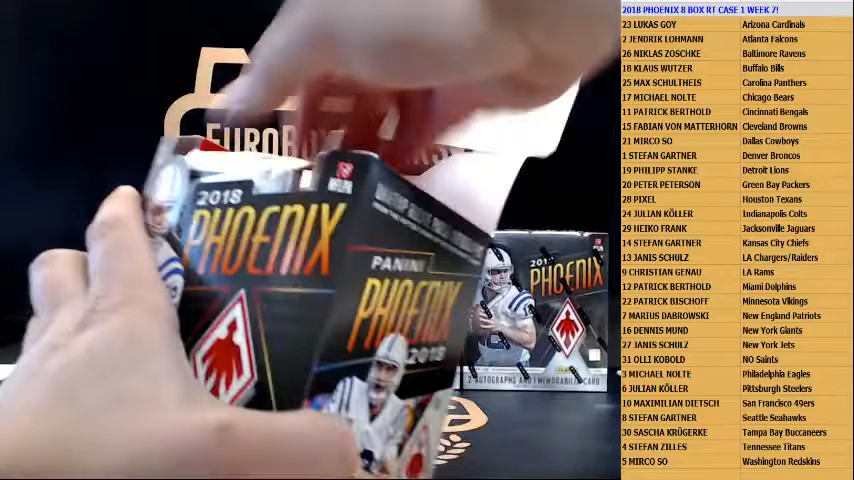 2018 PHOENIX 8 BOX RT CASE 1 WEEK 7!
23 LUKAS GOY Arizona Cardinals
2 JENDRIK LOHMANN Atlanta Falcons
26 NIKLAS ZOSCHKE Baltimore Ravens
18 KLAUS WUTZER Buffalo Bills
25 MAX SCHULTHEIS Carolina Panthers
17 MICHAEL NOLTE Chicago Bears
11 PATRICK BERTHOLD Cincinnati Bengals
15 FABIAN VON MATTERHORN Cleveland Browns
21 MIRCO SO Dallas Cowboys
1 STEFAN GARTNER Denver Broncos
19 PHILIPP STANKE Detroit Lions
20 PETER PETERSON Green Bay Packers
28 PIXEL Houston Texans
24 JULIAN KÖLLER Indianapolis Colts
29 HEIKO FRANK Jacksonville Jaguars
14 STEFAN GARTNER Kansas City Chiefs
13 JANIS SCHULZ LA Chargers/Raiders
9 CHRISTIAN GENAU LA Rams
12 PATRICK BERTHOLD Miami Dolphins
22 PATRICK BISCHOFF Minnesota Vikings
7 MARIUS DABROWSKI New England Patriots
16 DENNIS MUND New York Giants
27 JANIS SCHULZ New York Jets
31 OLLI KOBOLD NO Saints
3 MICHAEL NOLTE Philadelphia Eagles
6 JULIAN KÖLLER Pittsburgh Steelers
10 MAXIMILIAN DIETSCH San Francisco 49ers
8 STEFAN GARTNER Seattle Seahawks
30 SASCHA KRÜGERKE Tampa Bay Buccaneers
4 STEFAN ZILLES Tennessee Titans
5 MIRCO SO Washington Redskins
2018
PHOENIX
NFLPA
PANINI
PHOENIX
2018
PHOENIX
2 AUTOGRAPHS AND 1 MEMORABILIA CARD